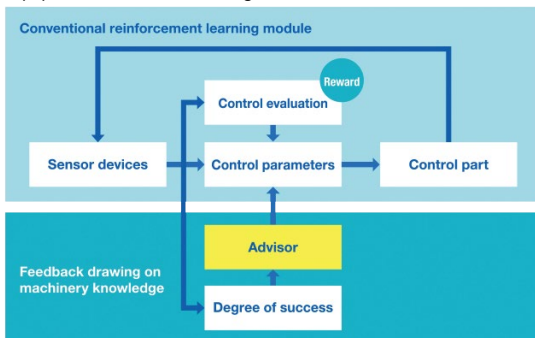 Conventional reinforcement learning module
Reward
Control evaluation
Sensor devices
Control parameters
Control part
Advisor
Feedback drawing on
machinery knowledge
Degree of success